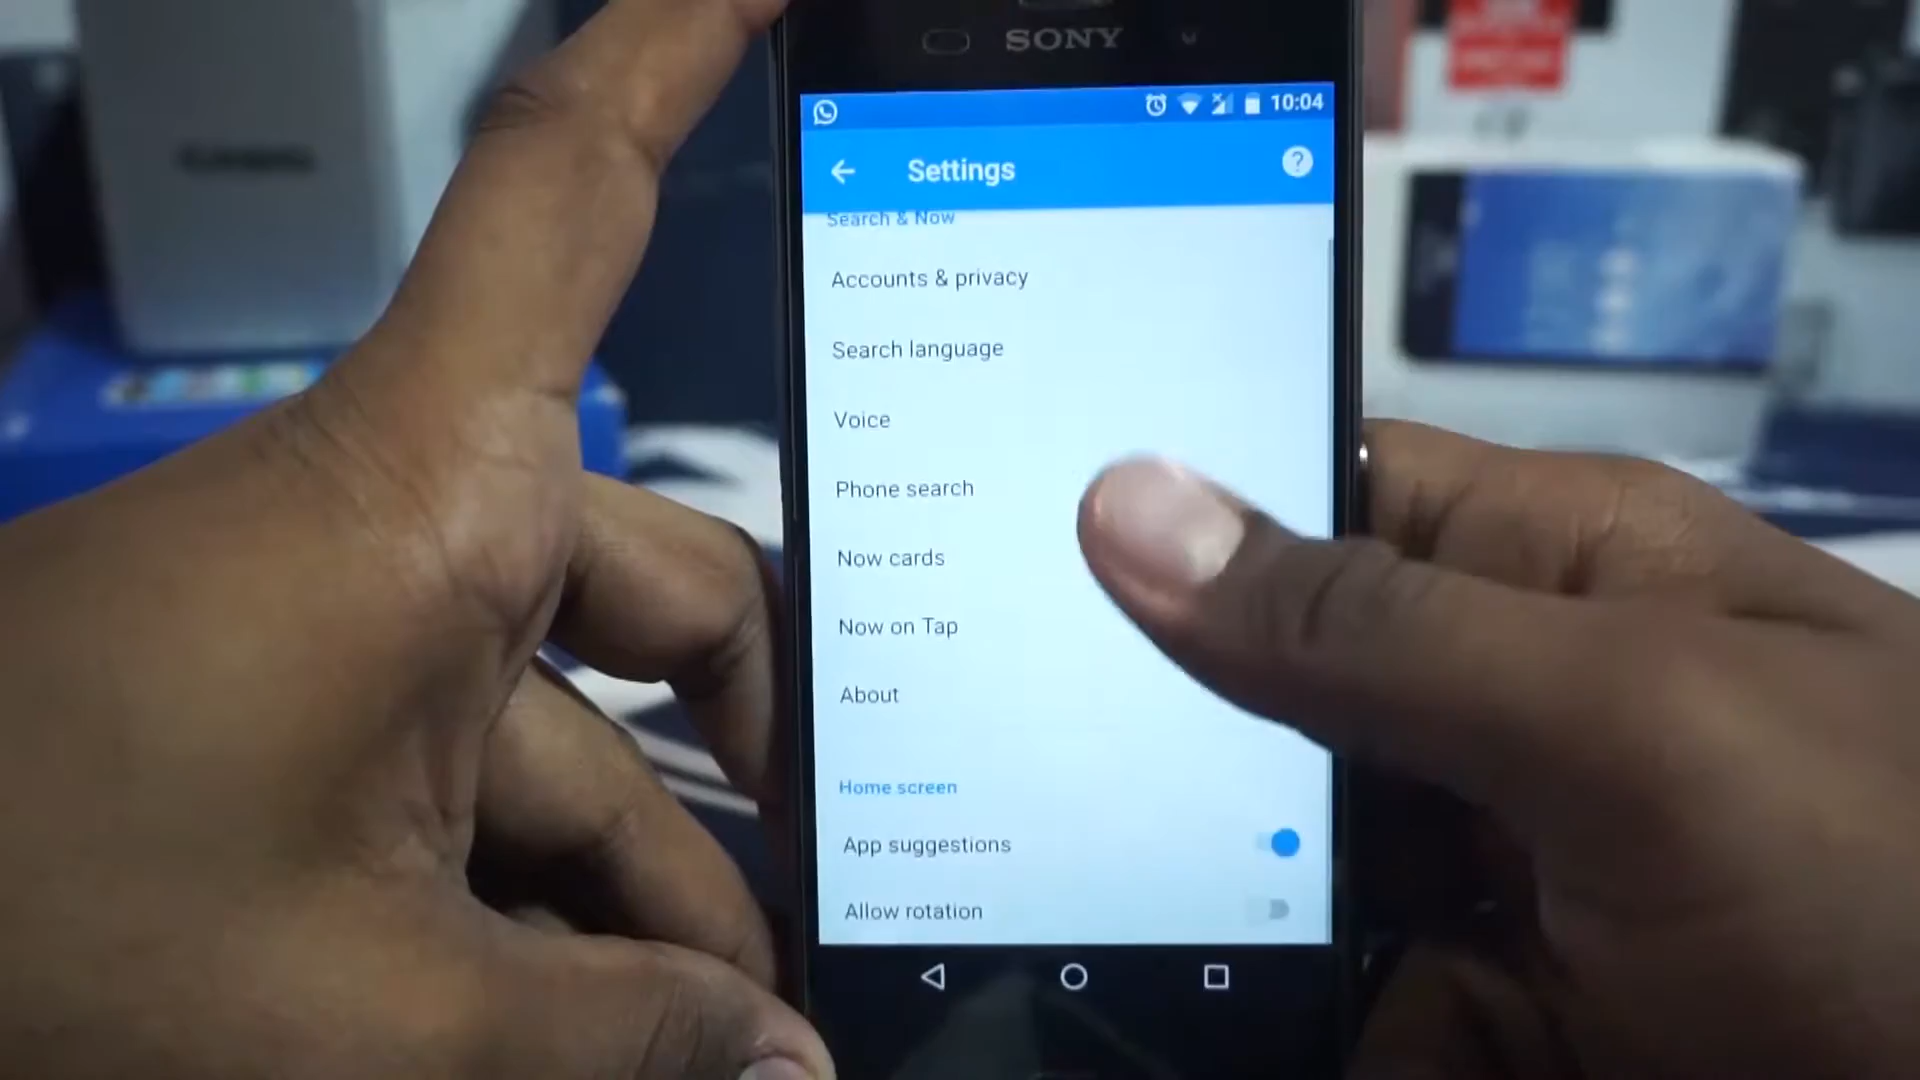 SONY
10:04
Settings
?
Search & Now
Accounts & privacy
Search language
Voice
Phone search
Now cards
Now on Tap
About
Home screen
App suggestions
Allow rotation